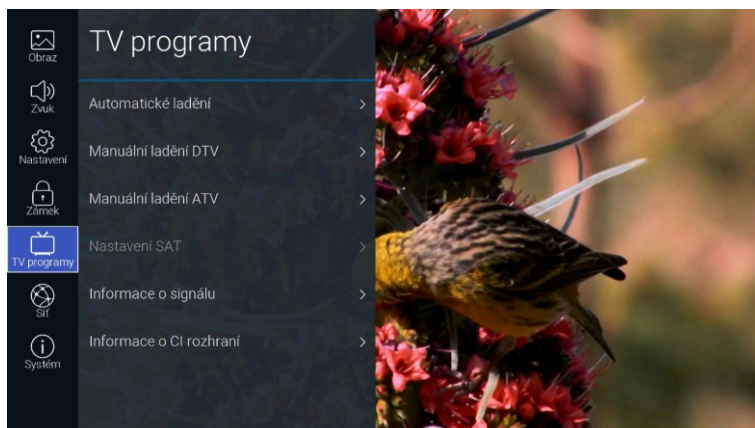 Obraz
Zvuk
Nastavení
Zámek
TV programy
Síť
Systém
TV programy
Automatické ladění
Manuální ladění DTV
Manuální ladění ATV
Nastavení SAT
Informace o signálu
Informace o CI rozhraní